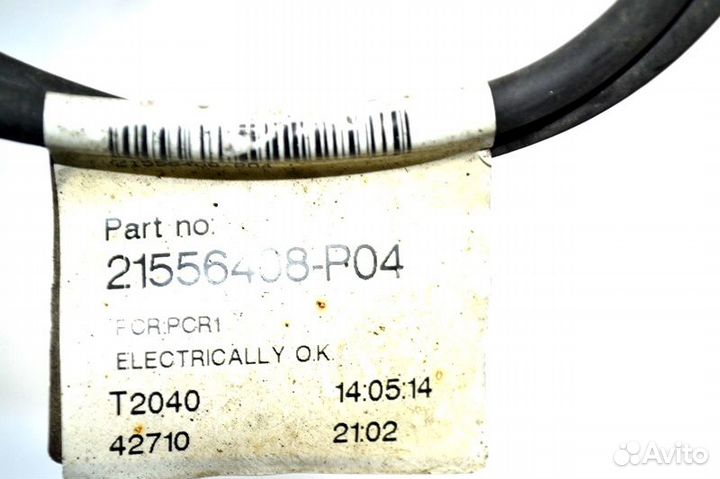 Part no:
21556408-P04
PCR:PCR1
ELECTRICALLY O.K.
T2040 14:05:14
42710 21:02
Avito